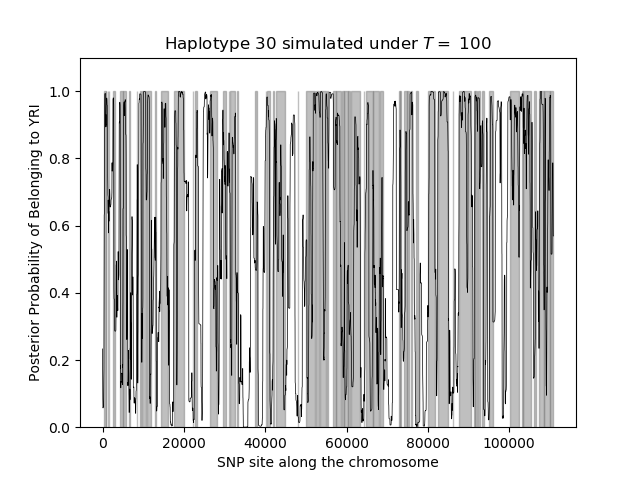 Haplotype 30 simulated under T = 100
Posterior Probability of Belonging to YRI
1.0
0.8
0.6
0.4
0.2
0.0
0 20000 40000 60000 80000 100000
SNP site along the chromosome